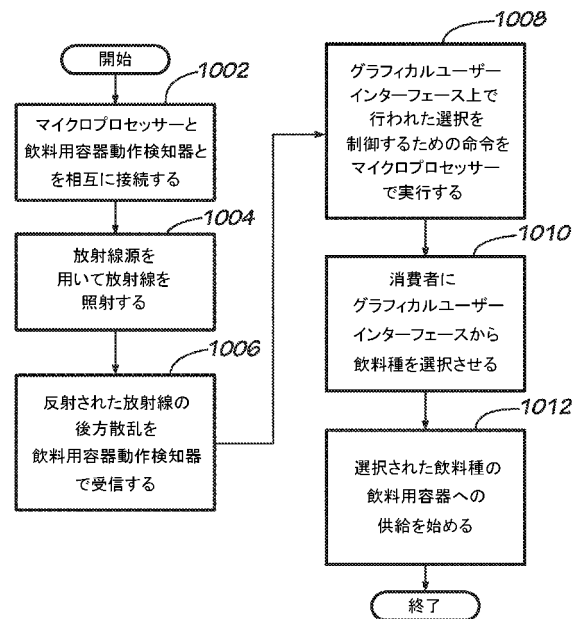 開始
1002
マイクロプロセッサーと
飲料用容器動作検知器と
を相互に接続する
1004
放射線源を
用いて放射線を
照射する
1006
反射された放射線の
後方散乱を
飲料用容器動作検知器
で受信する
1008
グラフィカルユーザー
インターフェース上で
行われた選択を
制御するための命令を
マイクロプロセッサー
で実行する
1010
消費者に
グラフィカルユーザー
インターフェースから
飲料種を選択させる
1012
選択された飲料種の
飲料用容器への
供給を始める
終了